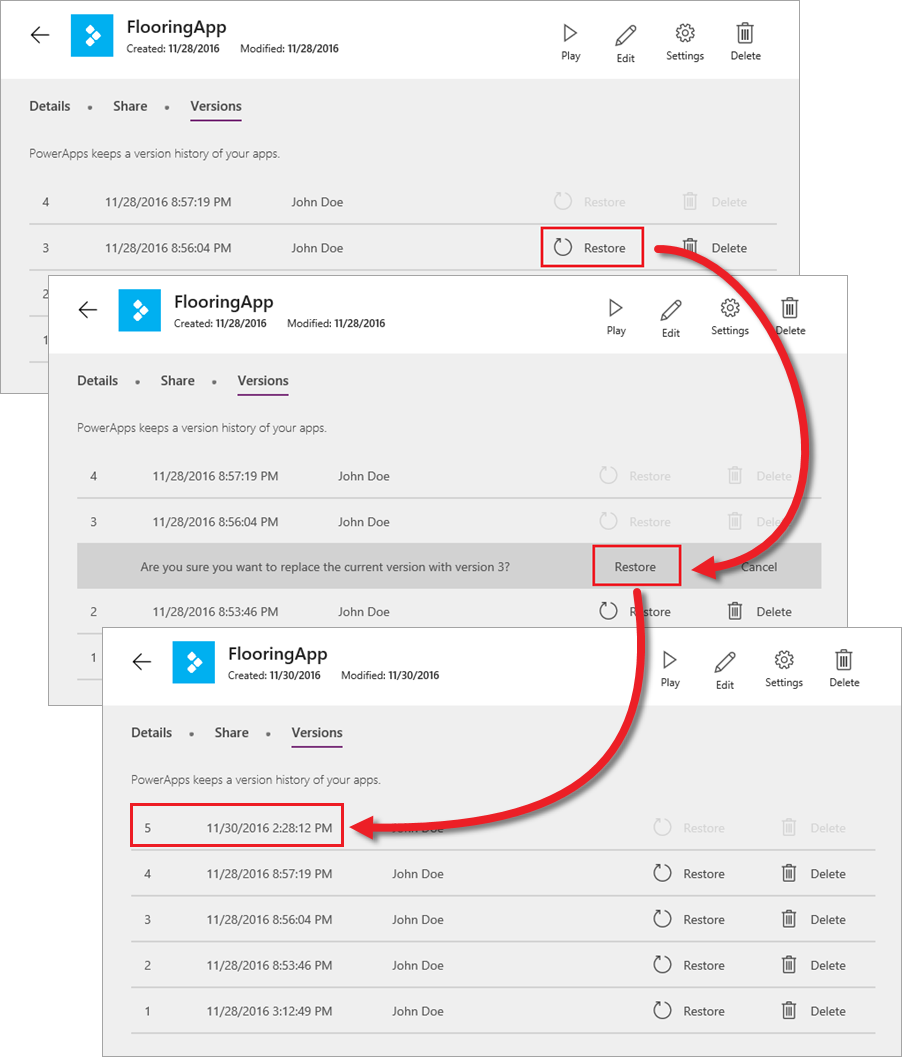 FlooringApp
Created: 11/28/2016 Modified: 11/28/2016
Play Edit Settings Delete
Details • Share • Versions
PowerApps keeps a version history of your apps.
4 11/28/2016 8:57:19 PM John Doe Restore Delete
3 11/28/2016 8:56:04 PM John Doe Restore Delete
2
1
FlooringApp
Created: 11/28/2016 Modified: 11/28/2016
Play Edit Settings Delete
Details • Share • Versions
PowerApps keeps a version history of your apps.
4 11/28/2016 8:57:19 PM John Doe Restore Delete
3 11/28/2016 8:56:04 PM John Doe Restore Delete
Are you sure you want to replace the current version with version 3? Restore Cancel
2 11/28/2016 8:53:46 PM John Doe Restore Delete
1
FlooringApp
Created: 11/30/2016 Modified: 11/30/2016
Play Edit Settings Delete
Details • Share • Versions
PowerApps keeps a version history of your apps.
5 11/30/2016 2:28:12 PM John Doe Restore Delete
4 11/28/2016 8:57:19 PM John Doe Restore Delete
3 11/28/2016 8:56:04 PM John Doe Restore Delete
2 11/28/2016 8:53:46 PM John Doe Restore Delete
1 11/28/2016 3:12:49 PM John Doe Restore Delete